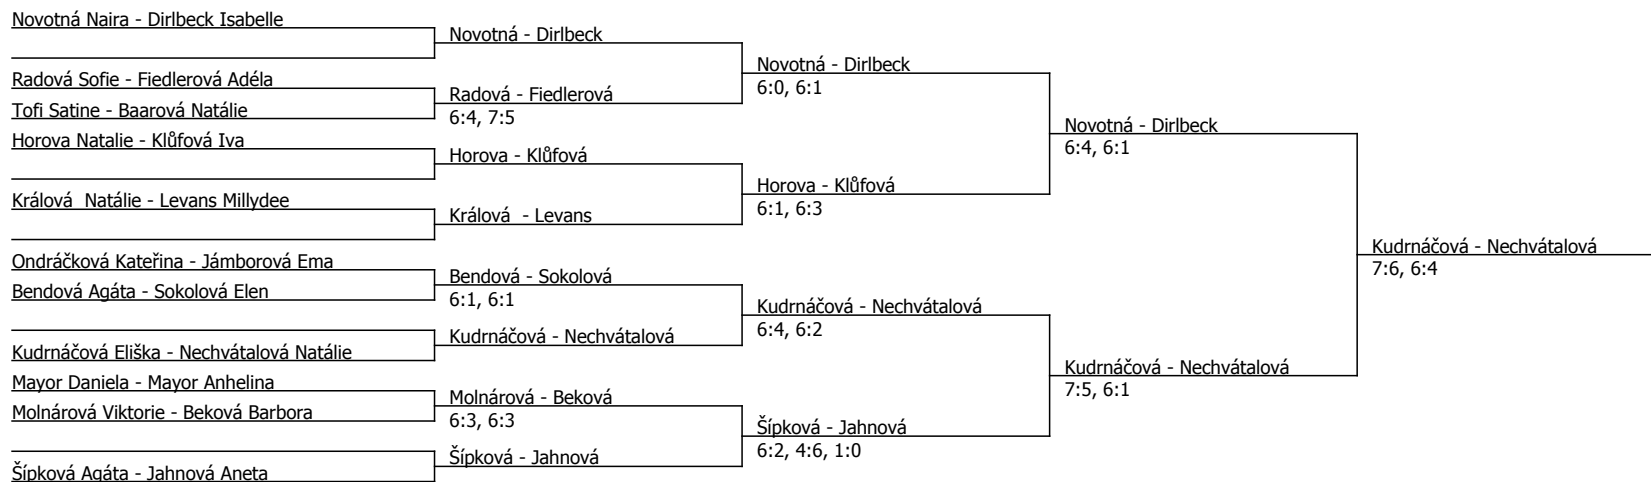 Novotná Naira - Dirlbeck Isabelle
Radová Sofie - Fiedlerová Adéla
Tofi Satine - Baarová Natálie
Horova Natalie - Klůfová Iva
Králová  Natálie - Levans Millydee
Ondráčková Kateřina - Jámborová Ema
Bendová Agáta - Sokolová Elen
Kudrnáčová Eliška - Nechvátalová Natálie
Mayor Daniela - Mayor Anhelina
Molnárová Viktorie - Beková Barbora
Šípková Agáta - Jahnová Aneta
Novotná - Dirlbeck
Radová - Fiedlerová
6:4, 7:5
Horova - Klůfová
Králová  - Levans
Bendová - Sokolová
6:1, 6:1
Kudrnáčová - Nechvátalová
Molnárová - Beková
6:3, 6:3
Šípková - Jahnová
Novotná - Dirlbeck
6:0, 6:1
Horova - Klůfová
6:1, 6:3
Kudrnáčová - Nechvátalová
6:4, 6:2
Šípková - Jahnová
6:2, 4:6, 1:0
Novotná - Dirlbeck
6:4, 6:1
Kudrnáčová - Nechvátalová
7:5, 6:1
Kudrnáčová - Nechvátalová
7:6, 6:4